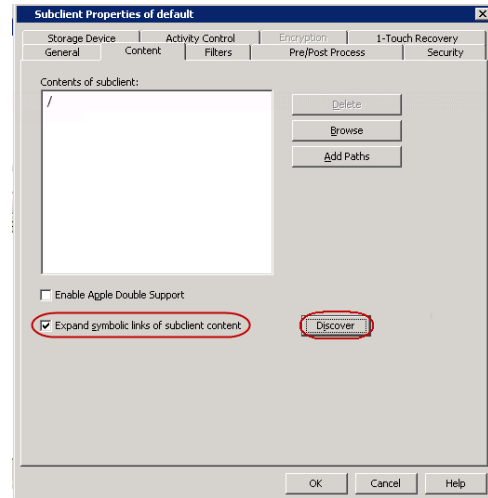 Subclient Properties of default
Storage Device Activity Control Encryption 1-Touch Recovery
General Content Filters Pre/Post Process Security
Contents of subclient:
/
Delete
Browse
Add Paths
Enable Apple Double Support
Expand symbolic links of subclient content
Discover
OK Cancel Help